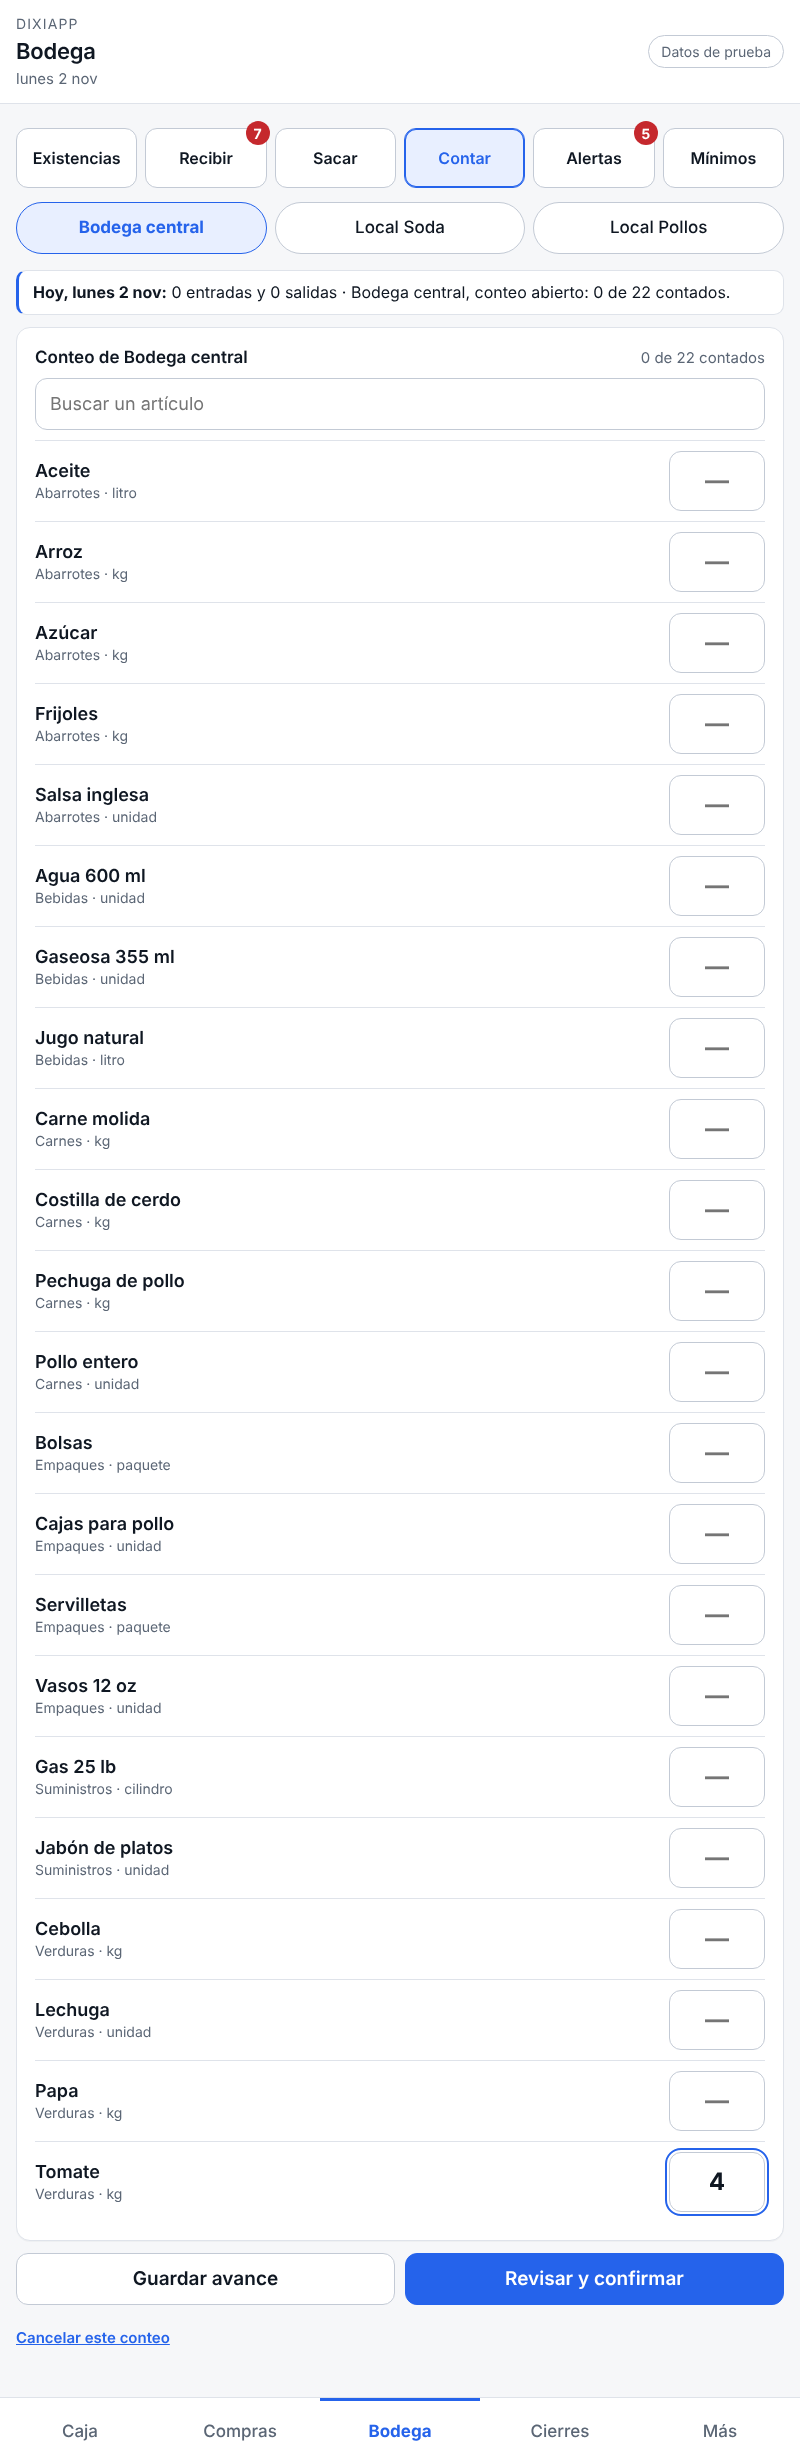 DIXIAPP
Bodega
lunes 2 nov
Datos de prueba
Existencias
Recibir
7
Sacar
Contar
Alertas
5
Mínimos
Bodega central
Local Soda
Local Pollos
Hoy, lunes 2 nov: 0 entradas y 0 salidas · Bodega central, conteo abierto: 0 de 22 contados.
Conteo de Bodega central
0 de 22 contados
Buscar un artículo
Aceite
Abarrotes · litro
—
Arroz
Abarrotes · kg
—
Azúcar
Abarrotes · kg
—
Frijoles
Abarrotes · kg
—
Salsa inglesa
Abarrotes · unidad
—
Agua 600 ml
Bebidas · unidad
—
Gaseosa 355 ml
Bebidas · unidad
—
Jugo natural
Bebidas · litro
—
Carne molida
Carnes · kg
—
Costilla de cerdo
Carnes · kg
—
Pechuga de pollo
Carnes · kg
—
Pollo entero
Carnes · unidad
—
Bolsas
Empaques · paquete
—
Cajas para pollo
Empaques · unidad
—
Servilletas
Empaques · paquete
—
Vasos 12 oz
Empaques · unidad
—
Gas 25 lb
Suministros · cilindro
—
Jabón de platos
Suministros · unidad
—
Cebolla
Verduras · kg
—
Lechuga
Verduras · unidad
—
Papa
Verduras · kg
—
Tomate
Verduras · kg
4
Guardar avance
Revisar y confirmar
Cancelar este conteo
Caja
Compras
Bodega
Cierres
Más